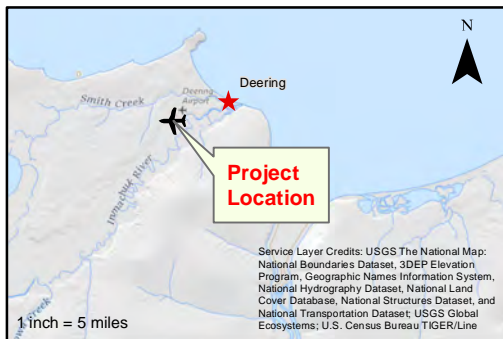 N
Deering
Deering
Airport
Smith Creek
Inmachuk River
Project
Location
Service Layer Credits: USGS The National Map:
National Boundaries Dataset, 3DEP Elevation
Program, Geographic Names Information System,
National Hydrography Dataset, National Land
Cover Database, National Structures Dataset, and
National Transportation Dataset; USGS Global
Ecosystems; U.S. Census Bureau TIGER/Line
Creek
1 inch = 5 miles